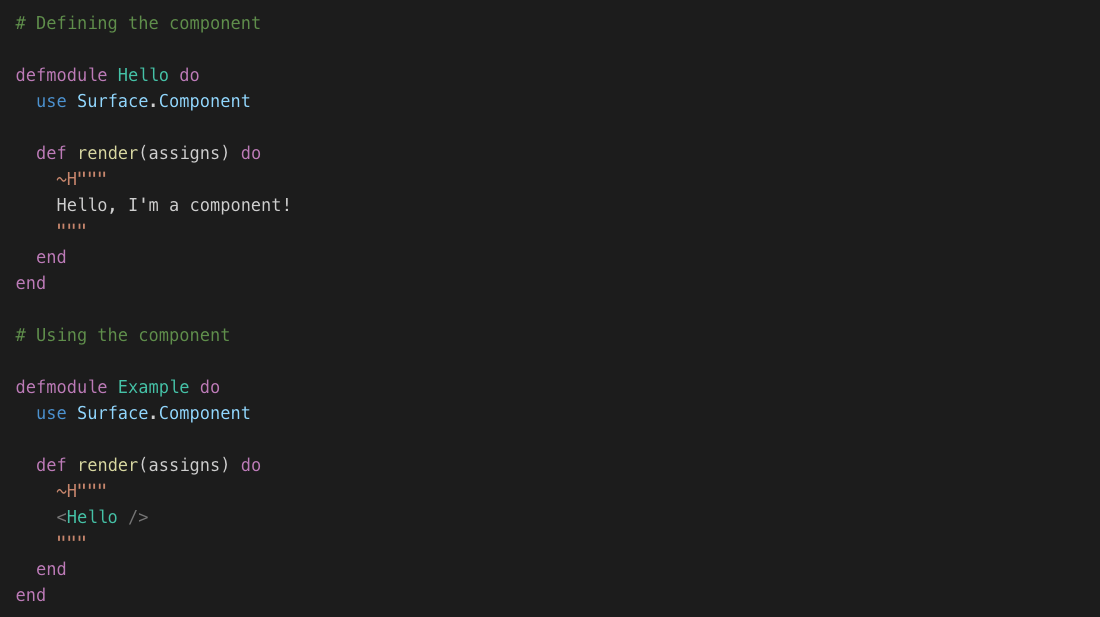 # Defining the component
defmodule Hello do
  use Surface.Component
  def render(assigns) do
    ~H"""
    Hello, I'm a component!
    """
  end
end
# Using the component
defmodule Example do
  use Surface.Component
  def render(assigns) do
    ~H"""
    <Hello />
    """
  end
end